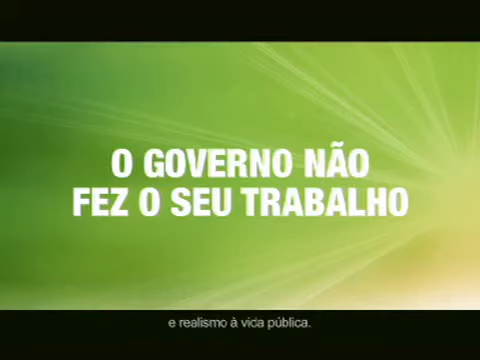 O GOVERNO NÃO
FEZ O SEU TRABALHO
e realismo à vida pública.